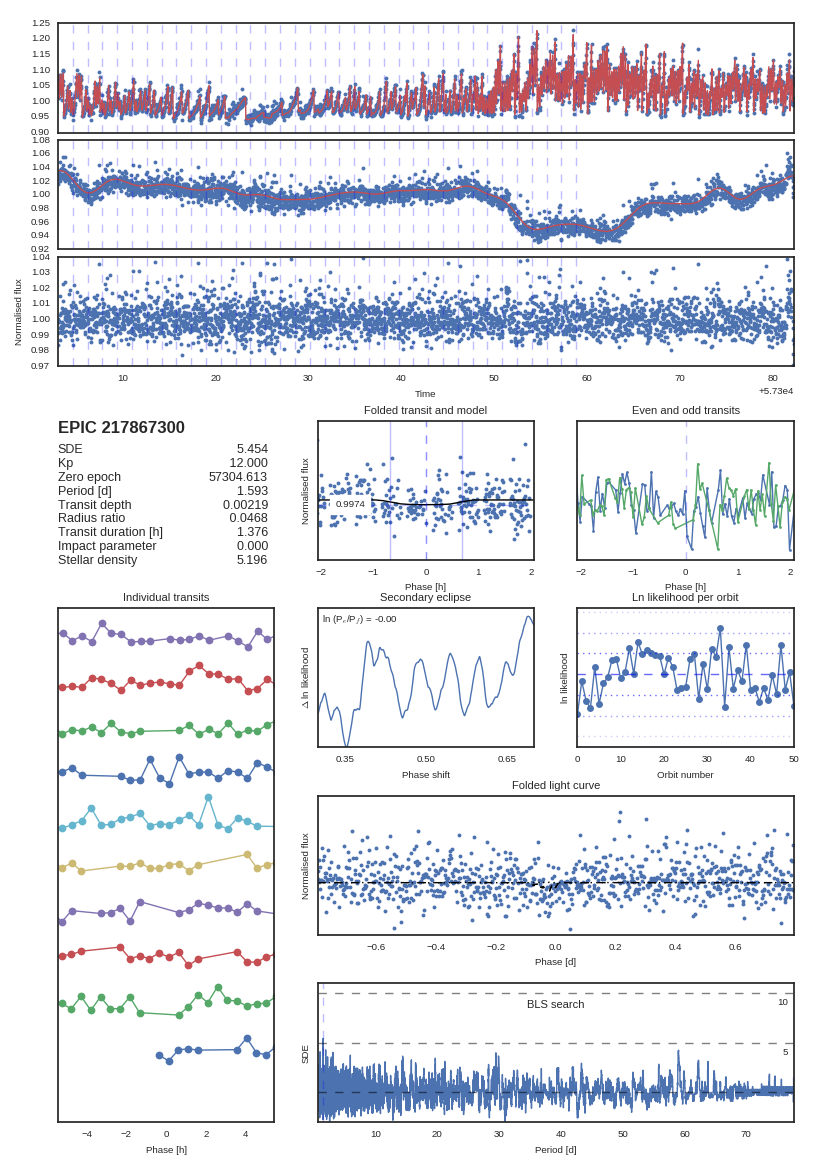 1.25
1.20
1.15
1.10
1.05
1.00
0.95
0.90
1.08
1.06
1.04
1.02
1.00
0.98
0.96
0.94
0.92
1.04
1.03
1.02
1.01
1.00
0.99
0.98
0.97
Normalised flux
10 20 30 40 50 60 70 80
Time
+5.73e4
EPIC 217867300
SDE 5.454
Kp 12.000
Zero epoch 57304.613
Period [d] 1.593
Transit depth 0.00219
Radius ratio 0.0468
Transit duration [h] 1.376
Impact parameter 0.000
Stellar density 5.196
Folded transit and model
Normalised flux
0.9974
−2 −1 0 1 2
Phase [h]
Even and odd transits
−2 −1 0 1 2
Phase [h]
Individual transits
−4 −2 0 2 4
Phase [h]
Secondary eclipse
ln (Pₑ/P𝑓) = -0.00
Δ ln likelihood
0.35 0.50 0.65
Phase shift
Ln likelihood per orbit
ln likelihood
0 10 20 30 40 50
Orbit number
Folded light curve
Normalised flux
−0.6 −0.4 −0.2 0.0 0.2 0.4 0.6
Phase [d]
BLS search
10
5
SDE
10 20 30 40 50 60 70
Period [d]